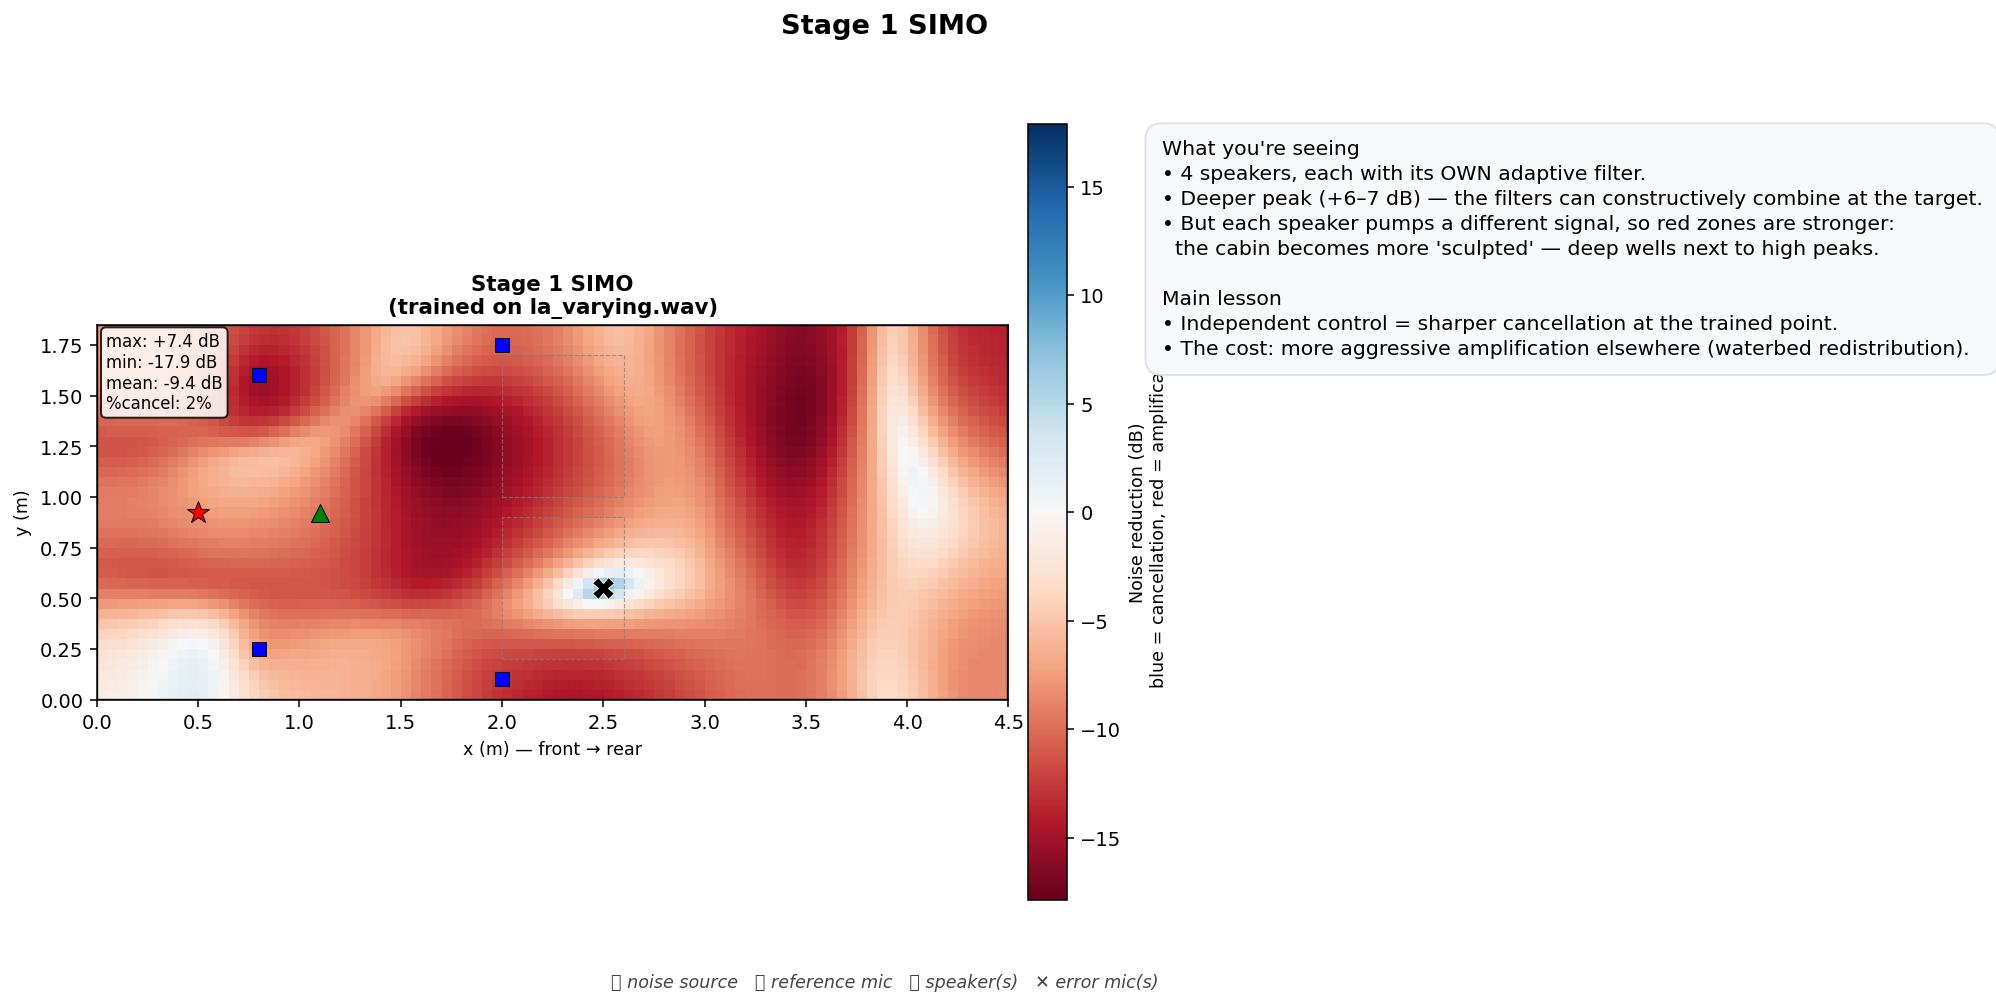 Stage 1 SIMO
Stage 1 SIMO
(trained on la_varying.wav)
max: +7.4 dB
min: -17.9 dB
mean: -9.4 dB
%cancel: 2%
1.75
1.50
1.25
1.00
0.75
0.50
0.25
0.00
y (m)
0.0 0.5 1.0 1.5 2.0 2.5 3.0 3.5 4.0 4.5
x (m) — front → rear
15
10
5
0
−5
−10
−15
Noise reduction (dB)
blue = cancellation, red = amplifica
What you're seeing
• 4 speakers, each with its OWN adaptive filter.
• Deeper peak (+6–7 dB) — the filters can constructively combine at the target.
• But each speaker pumps a different signal, so red zones are stronger:
the cabin becomes more 'sculpted' — deep wells next to high peaks.
Main lesson
• Independent control = sharper cancellation at the trained point.
• The cost: more aggressive amplification elsewhere (waterbed redistribution).
noise source reference mic speaker(s) ✕ error mic(s)